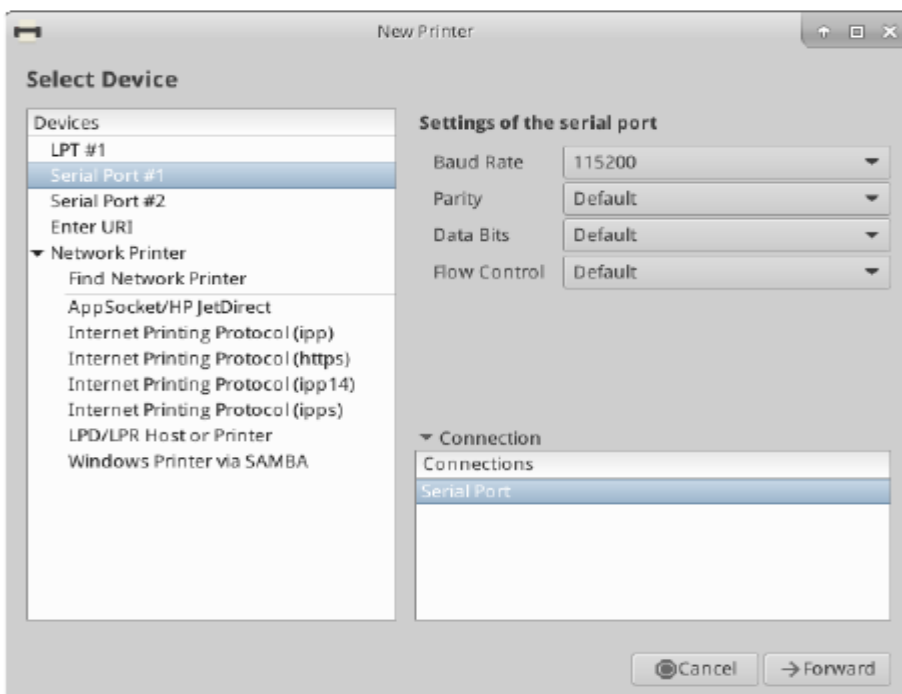 New Printer
Select Device
Devices
LPT #1
Serial Port #1
Serial Port #2
Enter URI
Network Printer
Find Network Printer
AppSocket/HP JetDirect
Internet Printing Protocol (ipp)
Internet Printing Protocol (https)
Internet Printing Protocol (ipp14)
Internet Printing Protocol (ipps)
LPD/LPR Host or Printer
Windows Printer via SAMBA
Settings of the serial port
Baud Rate 115200
Parity Default
Data Bits Default
Flow Control Default
Connection
Connections
Serial Port
Cancel Forward